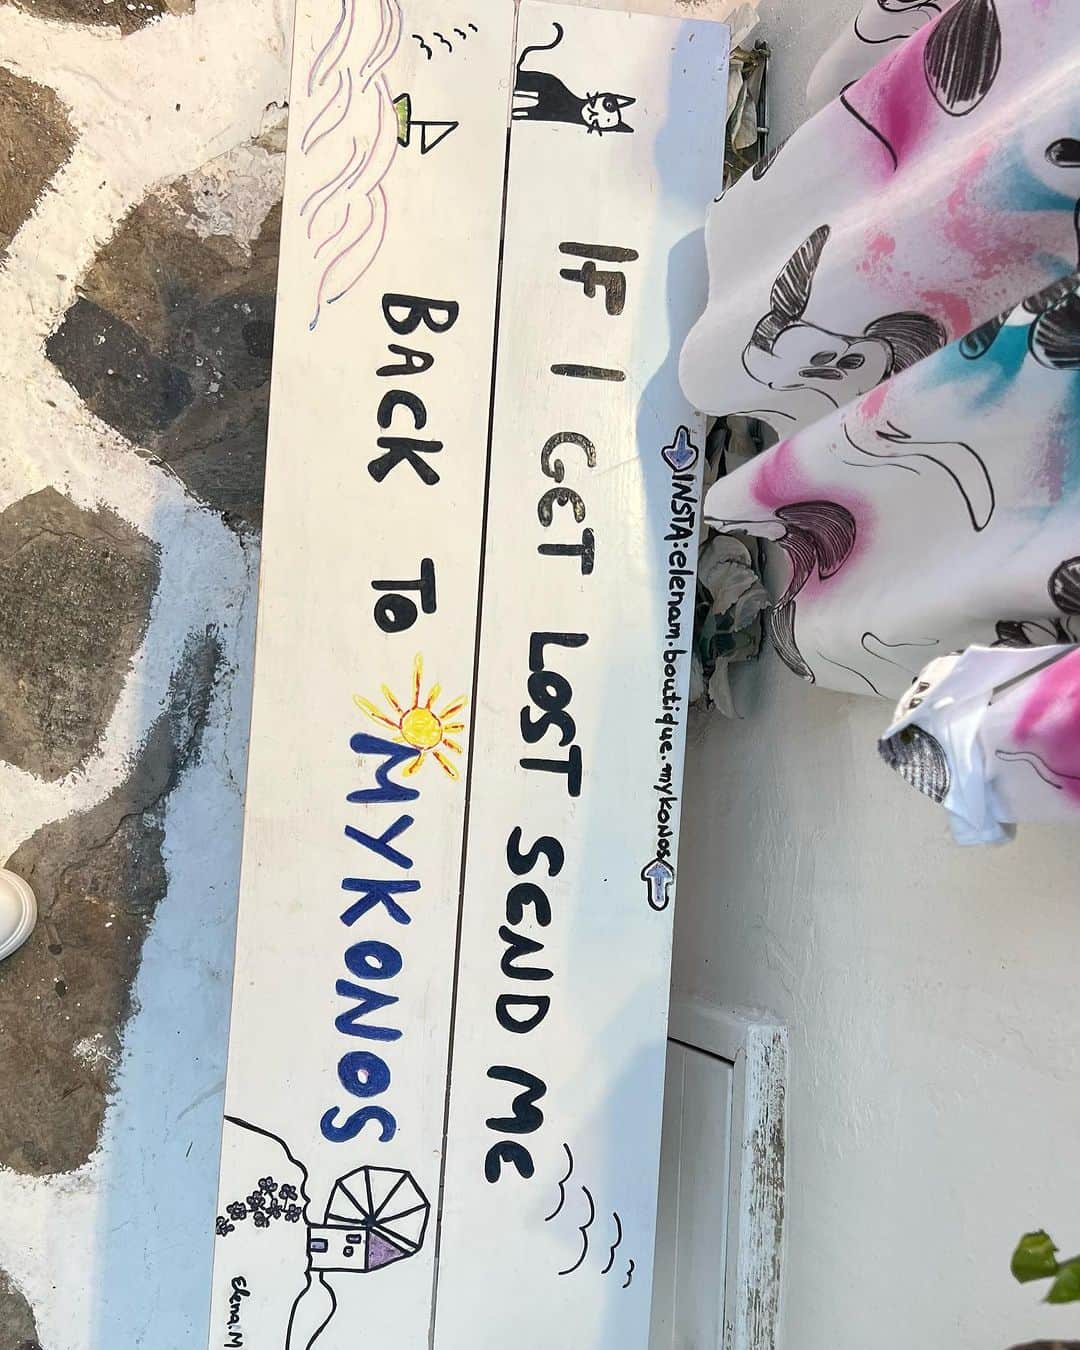 INSTA:elenam.boutique.mykonos
IF I GET LOST SEND ME
BACK TO MYKONOS
Elena.M